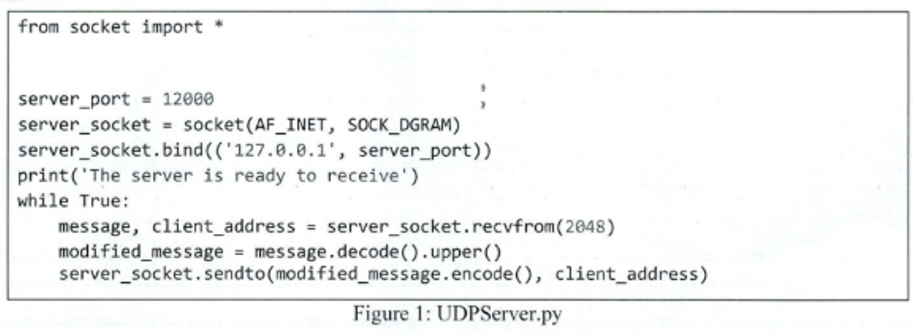 from socket import *
server_port = 12000
server_socket = socket(AF_INET, SOCK_DGRAM)
server_socket.bind(('127.0.0.1', server_port))
print('The server is ready to receive')
while True:
    message, client_address = server_socket.recvfrom(2048)
    modified_message = message.decode().upper()
    server_socket.sendto(modified_message.encode(), client_address)
Figure 1: UDPServer.py